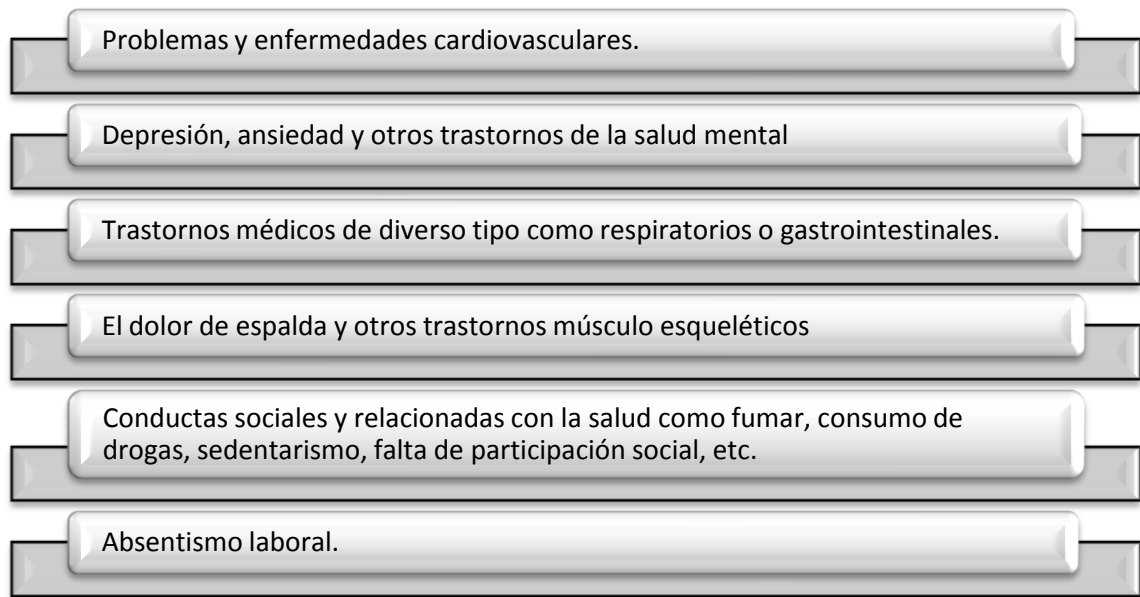 Problemas y enfermedades cardiovasculares.
Depresión, ansiedad y otros trastornos de la salud mental
Trastornos médicos de diverso tipo como respiratorios o gastrointestinales.
El dolor de espalda y otros trastornos músculo esqueléticos
Conductas sociales y relacionadas con la salud como fumar, consumo de
drogas, sedentarismo, falta de participación social, etc.
Absentismo laboral.